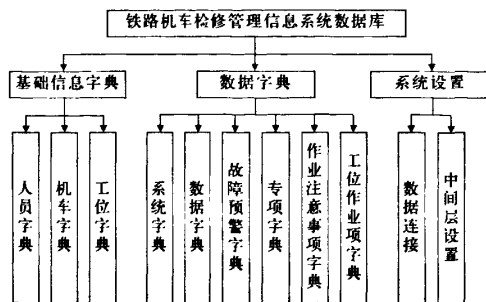 铁路机车检修管理信息系统数据库
基础信息字典
数据字典
系统设置
人员字典
机车字典
工位字典
系统字典
数据字典
故障预警字典
专项字典
作业注意事项字典
工位作业项字典
数据连接
中间层设置